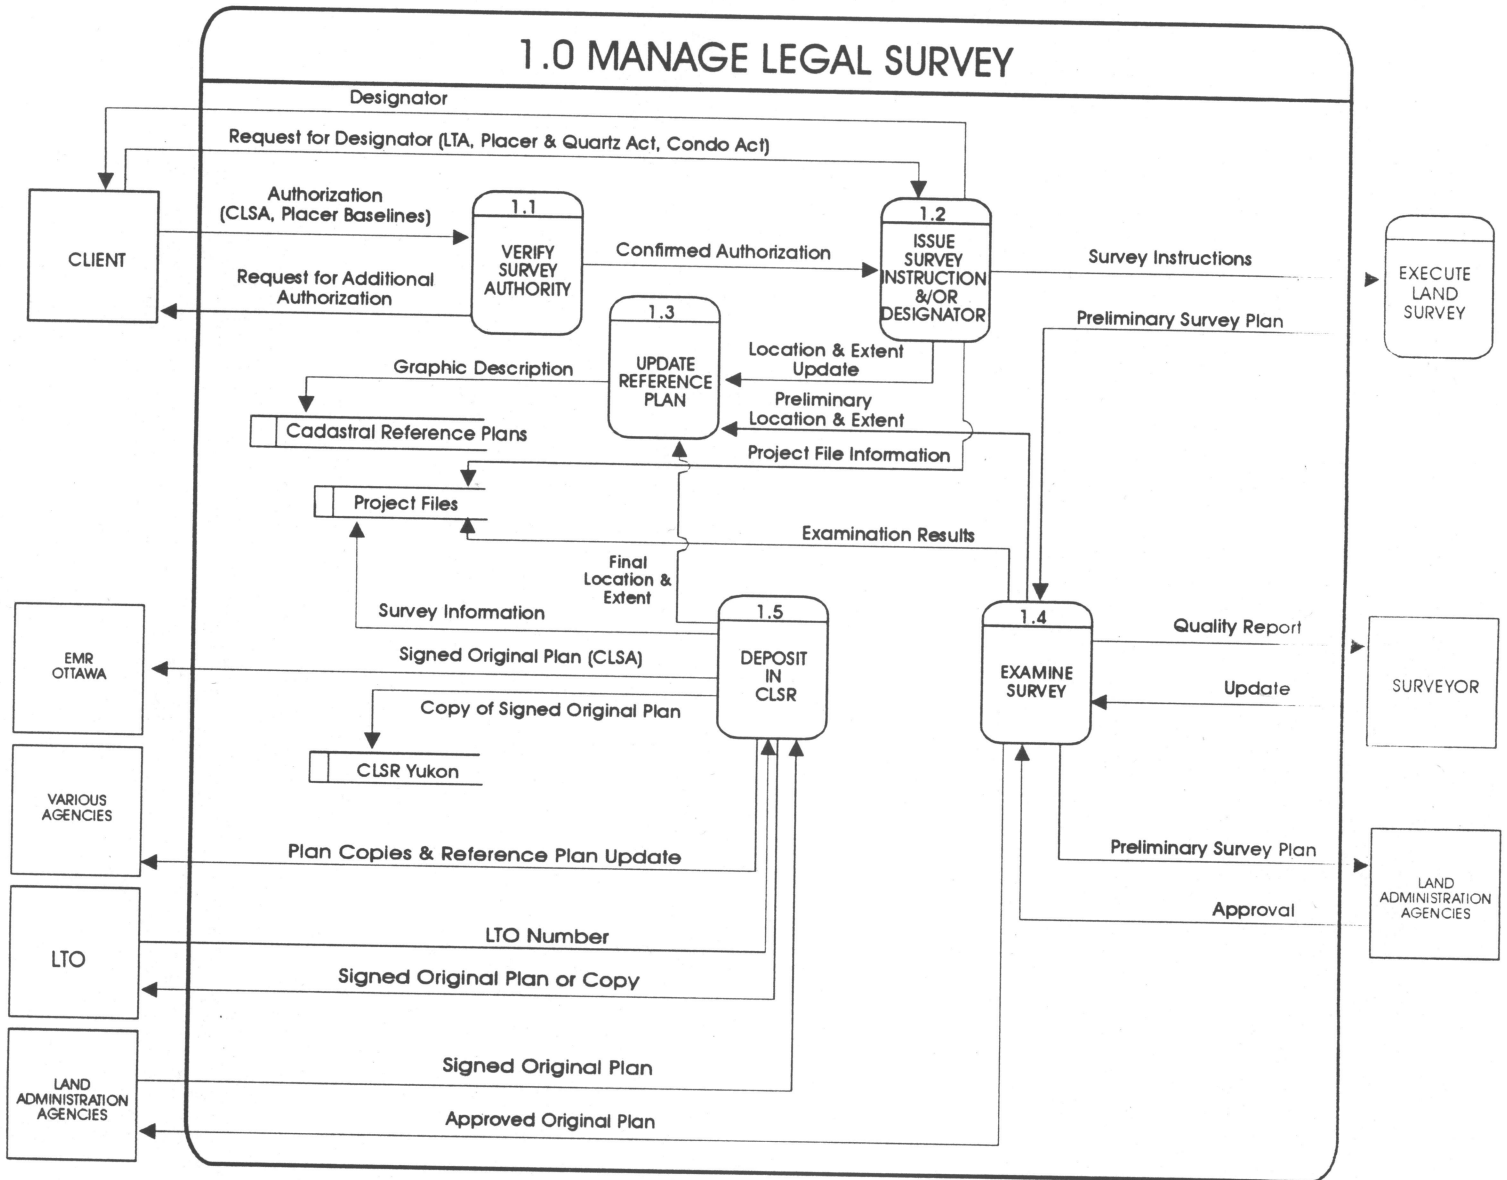 1.0 MANAGE LEGAL SURVEY
Designator
Request for Designator (LTA, Placer & Quartz Act, Condo Act)
CLIENT
Authorization
(CLSA, Placer Baselines)
Request for Additional
Authorization
1.1
VERIFY
SURVEY
AUTHORITY
Confirmed Authorization
1.2
ISSUE
SURVEY
INSTRUCTION
&/OR
DESIGNATOR
Survey Instructions
Preliminary Survey Plan
EXECUTE
LAND
SURVEY
1.3
UPDATE
REFERENCE
PLAN
Location & Extent
Update
Preliminary
Location & Extent
Graphic Description
Cadastral Reference Plans
Project File Information
Project Files
Examination Results
Final
Location &
Extent
Survey Information
1.5
DEPOSIT
IN
CLSR
1.4
EXAMINE
SURVEY
Quality Report
Update
SURVEYOR
EMR
OTTAWA
Signed Original Plan (CLSA)
Copy of Signed Original Plan
CLSR Yukon
VARIOUS
AGENCIES
Plan Copies & Reference Plan Update
Preliminary Survey Plan
Approval
LAND
ADMINISTRATION
AGENCIES
LTO
LTO Number
Signed Original Plan or Copy
LAND
ADMINISTRATION
AGENCIES
Signed Original Plan
Approved Original Plan